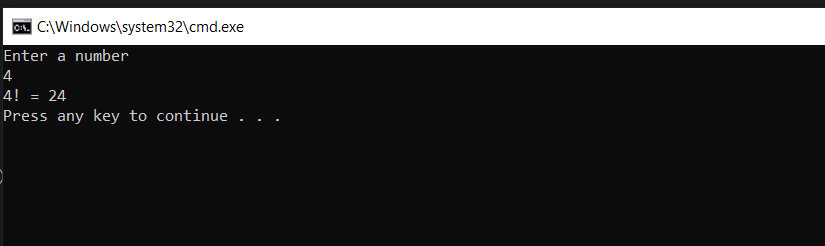 C:\Windows\system32\cmd.exe
Enter a number
4
4! = 24
Press any key to continue . . .